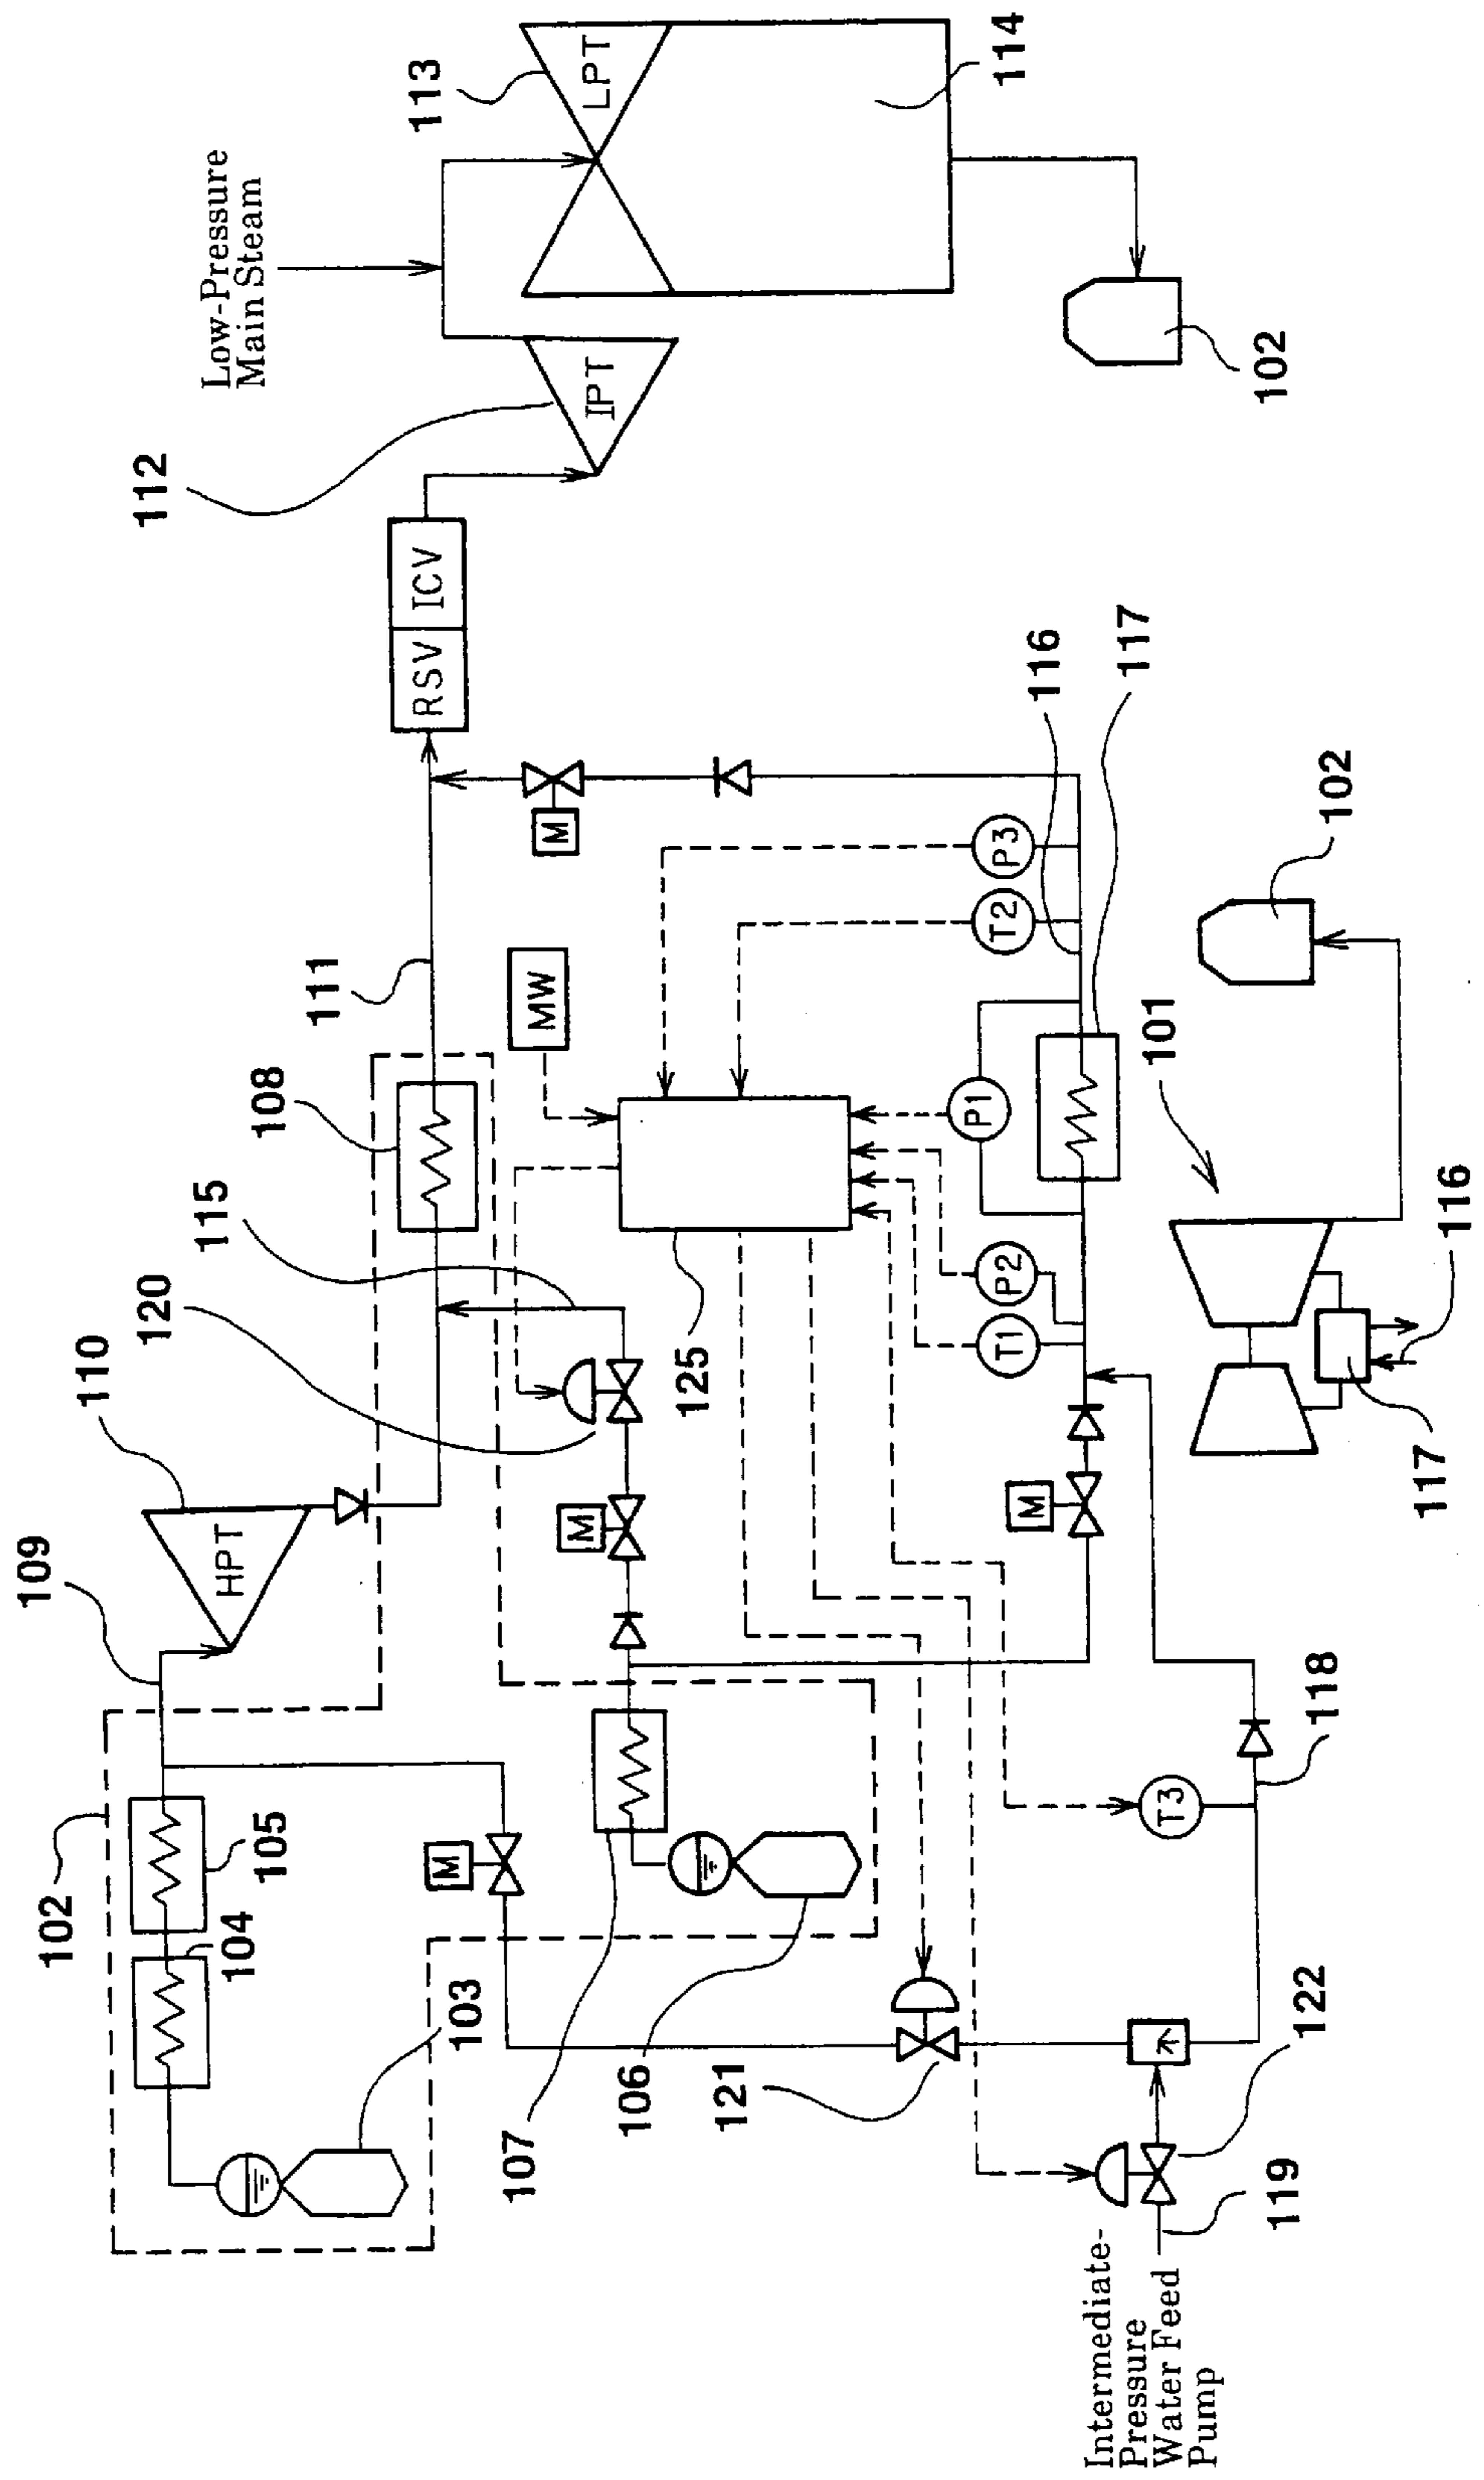 109
110
HPT
120
115
108
111
112
Low-Pressure
Main Steam
113
LPT
114
IPT
RSV
ICV
102
102
105
104
103
107
106
121
M
M
M
M
MW
125
P1
P2
T1
T2
P3
T3
116
117
101
102
116
117
118
122
119
Intermediate-
Pressure
Water Feed
Pump